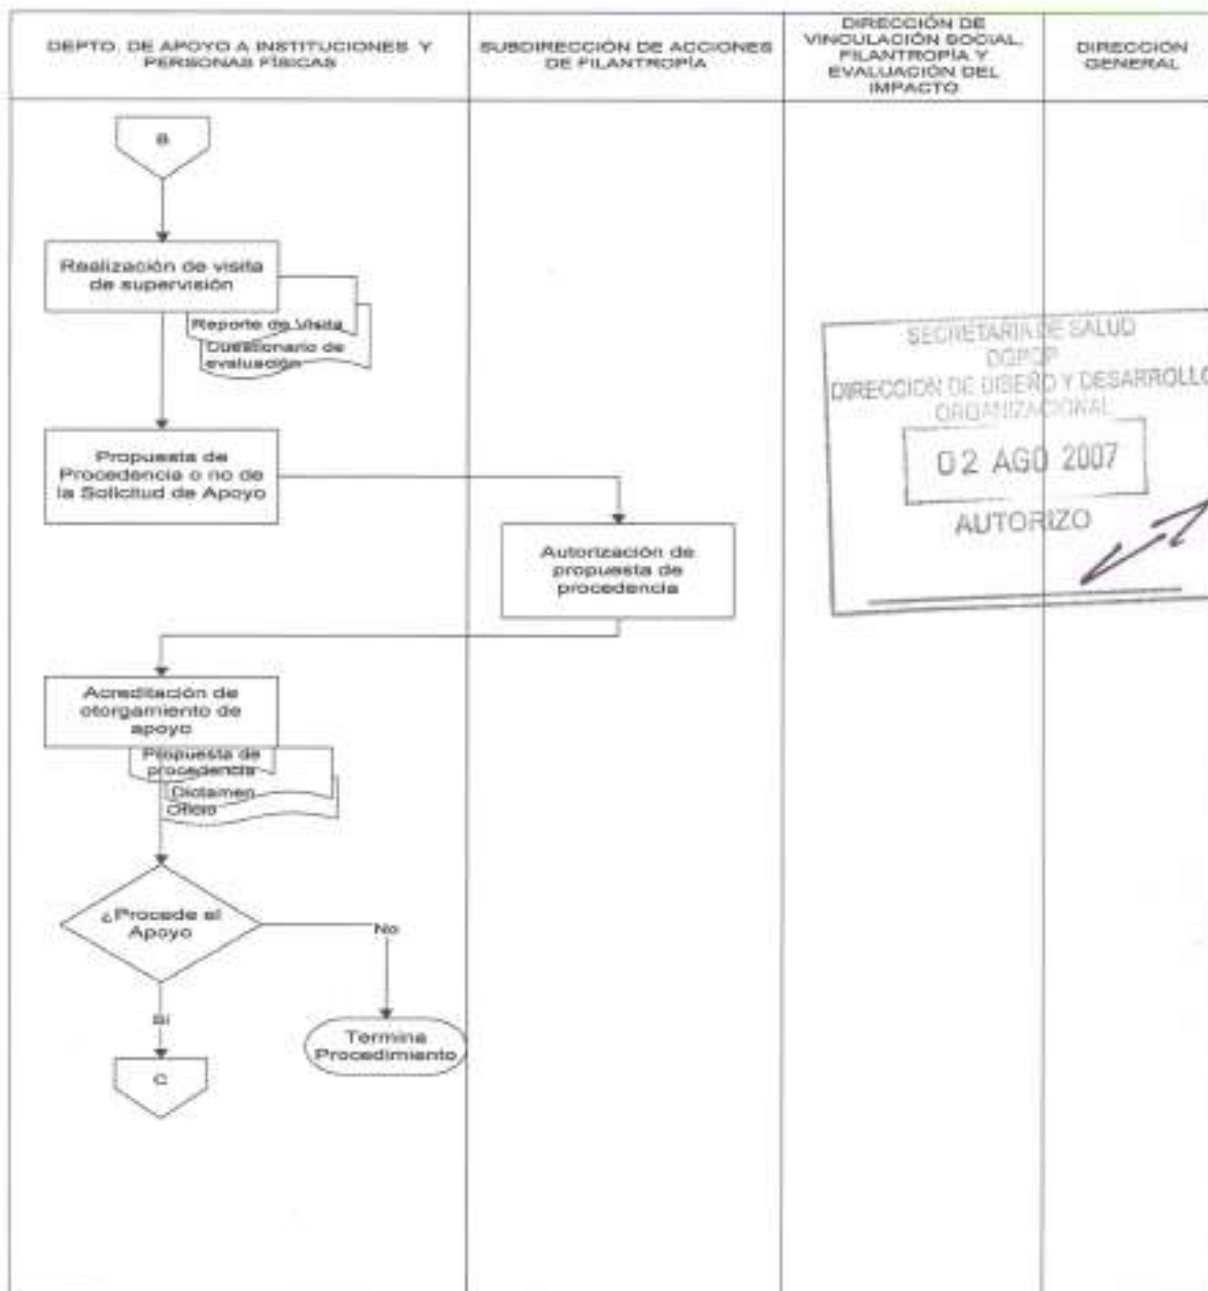 DEPTO. DE APOYO A INSTITUCIONES Y
PERSONAS FÍSICAS
SUBDIRECCIÓN DE ACCIONES
DE FILANTROPÍA
DIRECCIÓN DE
VINCULACIÓN SOCIAL,
FILANTROPÍA Y
EVALUACIÓN DEL
IMPACTO
DIRECCIÓN
GENERAL
B
Realización de visita
de supervisión
Reporte de Visita
Cuestionario de
evaluación
SECRETARIA DE SALUD
DGPOP
DIRECCION DE DISEÑO Y DESARROLLO
ORGANIZACIONAL
02 AGO 2007
AUTORIZO
Propuesta de
Procedencia o no de
la Solicitud de Apoyo
Autorización de
propuesta de
procedencia
Acreditación de
otorgamiento de
apoyo
Propuesta de
procedencia
Dictamen
Oficio
¿Procede el
Apoyo
No
Si
Termina
Procedimiento
C